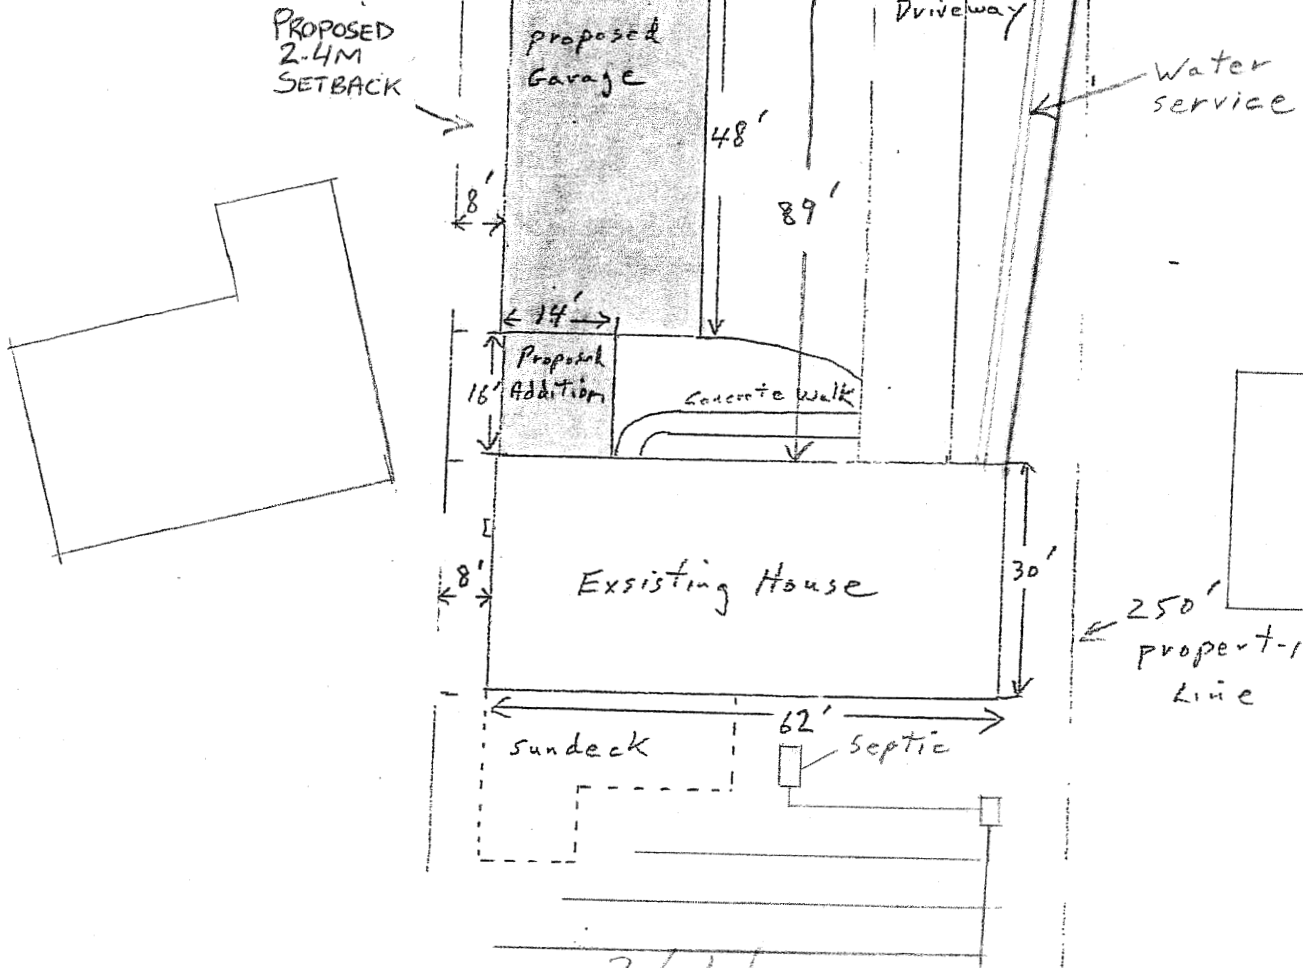 Driveway
PROPOSED
2.4M
SETBACK
proposed
Garage
Water
service
48'
8'
89'
14'
Proposed
Addition
16'
Concrete Walk
8'
Exsisting House
30'
250'
Line
62'
sundeck
septic